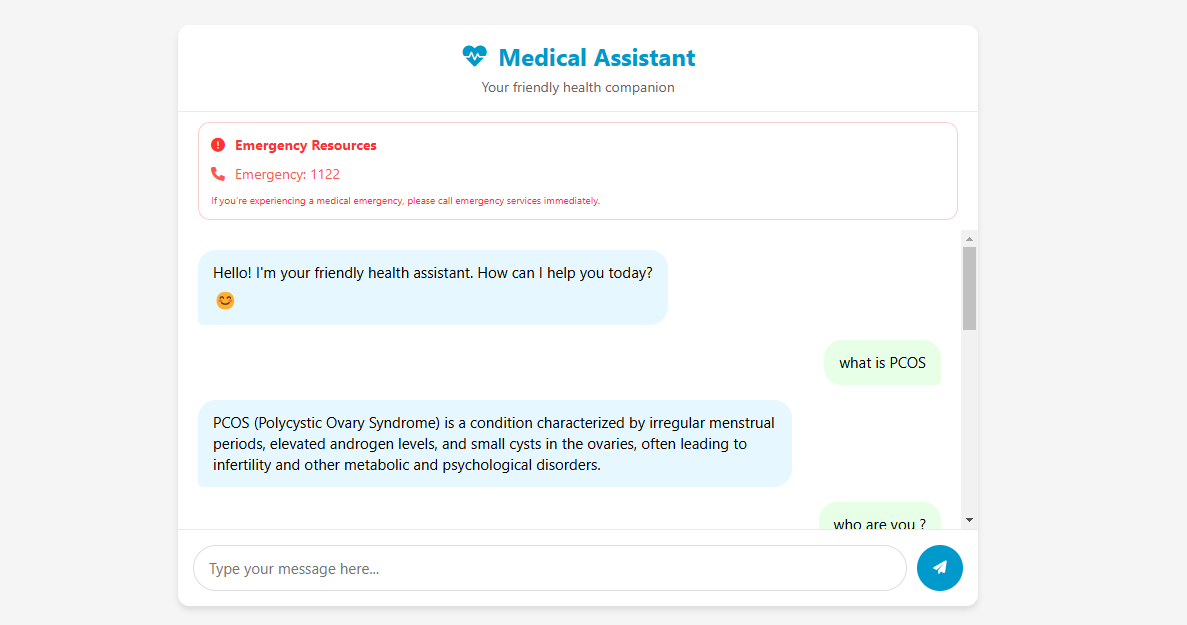 Medical Assistant
Your friendly health companion
Emergency Resources
Emergency: 1122
If you're experiencing a medical emergency, please call emergency services immediately.
Hello! I'm your friendly health assistant. How can I help you today?
😊
what is PCOS
PCOS (Polycystic Ovary Syndrome) is a condition characterized by irregular menstrual
periods, elevated androgen levels, and small cysts in the ovaries, often leading to
infertility and other metabolic and psychological disorders.
who are you ?
Type your message here...